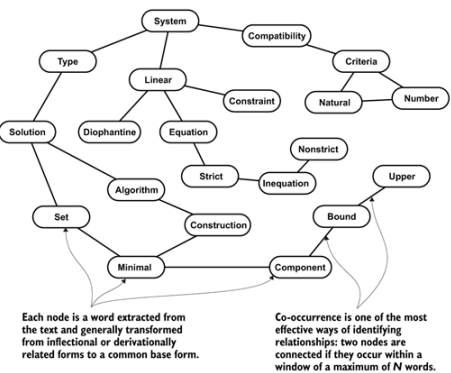 System
Compatibility
Type
Criteria
Linear
Constraint
Natural
Number
Solution
Diophantine
Equation
Nonstrict
Strict
Inequation
Upper
Algorithm
Set
Bound
Construction
Minimal
Component
Each node is a word extracted from
the text and generally transformed
from inflectional or derivationally
related forms to a common base form.
Co-occurrence is one of the most
effective ways of identifying
relationships: two nodes are
connected if they occur within a
window of a maximum of N words.